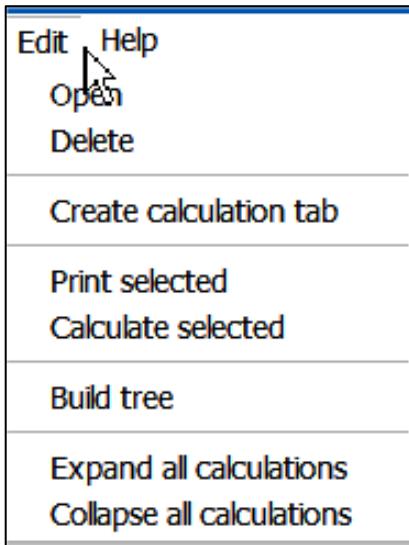 Edit Help
Open
Delete
Create calculation tab
Print selected
Calculate selected
Build tree
Expand all calculations
Collapse all calculations